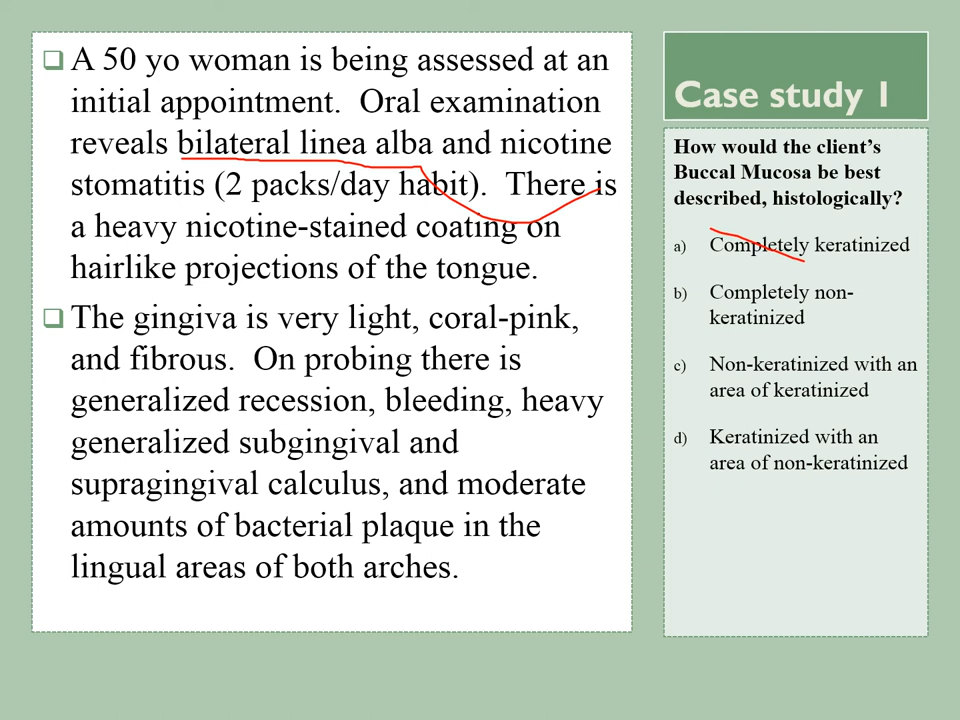 A 50 yo woman is being assessed at an
initial appointment.  Oral examination
reveals bilateral linea alba and nicotine
stomatitis (2 packs/day habit).  There is
a heavy nicotine-stained coating on
hairlike projections of the tongue.
The gingiva is very light, coral-pink,
and fibrous.  On probing there is
generalized recession, bleeding, heavy
generalized subgingival and
supragingival calculus, and moderate
amounts of bacterial plaque in the
lingual areas of both arches.
Case study 1
How would the client's
Buccal Mucosa be best
described, histologically?
a) Completely keratinized
b) Completely non-
keratinized
c) Non-keratinized with an
area of keratinized
d) Keratinized with an
area of non-keratinized